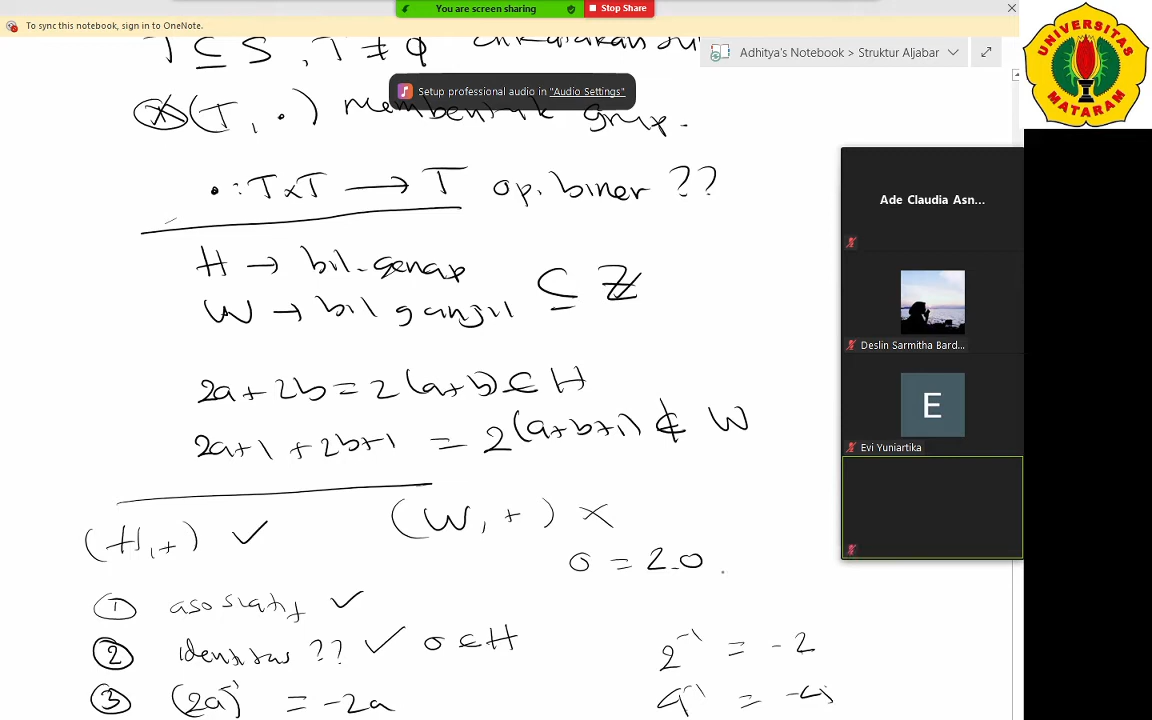 You are screen sharing
Stop Share
To sync this notebook, sign in to OneNote.
UNIVERSITAS MATARAM
Adhitya's Notebook > Struktur Aljabar
T ⊆ S, T ≠ ∅
Setup professional audio in "Audio Settings"
(T, •) membentuk grup.
• : T×T → T op. biner ??
H → bil. genap
W → bil ganjil ⊆ ℤ
2a + 2b = 2(a+b) ∈ H
2a+1 + 2b+1 = 2(a+b+1) ∉ W
(H,+) ✓ (W,+) ×
0 = 2.0
① asosiatif ✓
② identitas ?? ✓ 0 ∈ H
2⁻¹ = -2
③ (2a)⁻¹ = -2a
4⁻¹ = -4
Ade Claudia Asn...
Deslin Sarmitha Bard...
E
Evi Yuniartika